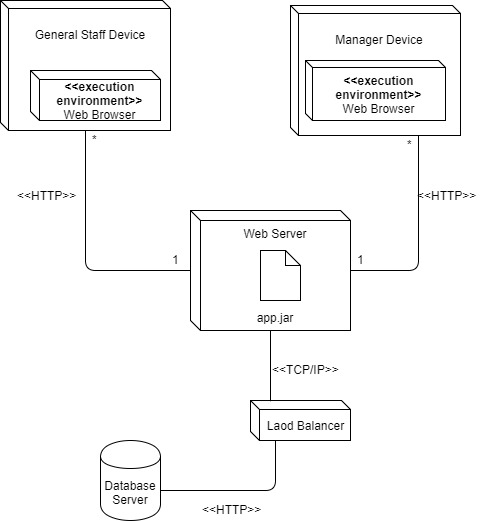 General Staff Device
<<execution
environment>>
Web Browser
*
<<HTTP>>
Manager Device
<<execution
environment>>
Web Browser
*
<<HTTP>>
1
Web Server
app.jar
1
<<TCP/IP>>
Laod Balancer
Database
Server
<<HTTP>>